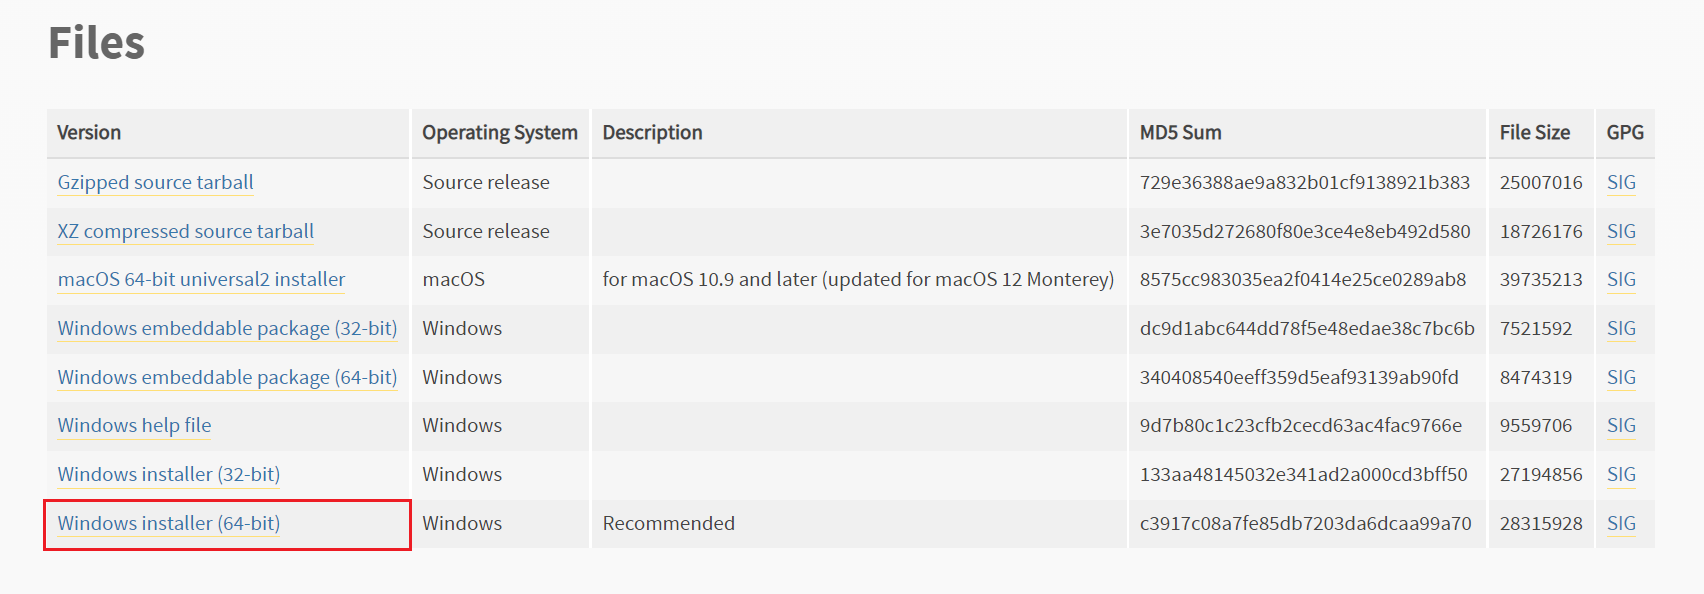 Files
Version Operating System Description MD5 Sum File Size GPG
Gzipped source tarball Source release 729e36388ae9a832b01cf9138921b383 25007016 SIG
XZ compressed source tarball Source release 3e7035d272680f80e3ce4e8eb492d580 18726176 SIG
macOS 64-bit universal2 installer macOS for macOS 10.9 and later (updated for macOS 12 Monterey) 8575cc983035ea2f0414e25ce0289ab8 39735213 SIG
Windows embeddable package (32-bit) Windows dc9d1abc644dd78f5e48edae38c7bc6b 7521592 SIG
Windows embeddable package (64-bit) Windows 340408540eeff359d5eaf93139ab90fd 8474319 SIG
Windows help file Windows 9d7b80c1c23cfb2cecd63ac4fac9766e 9559706 SIG
Windows installer (32-bit) Windows 133aa48145032e341ad2a000cd3bff50 27194856 SIG
Windows installer (64-bit) Windows Recommended c3917c08a7fe85db7203da6dcaa99a70 28315928 SIG